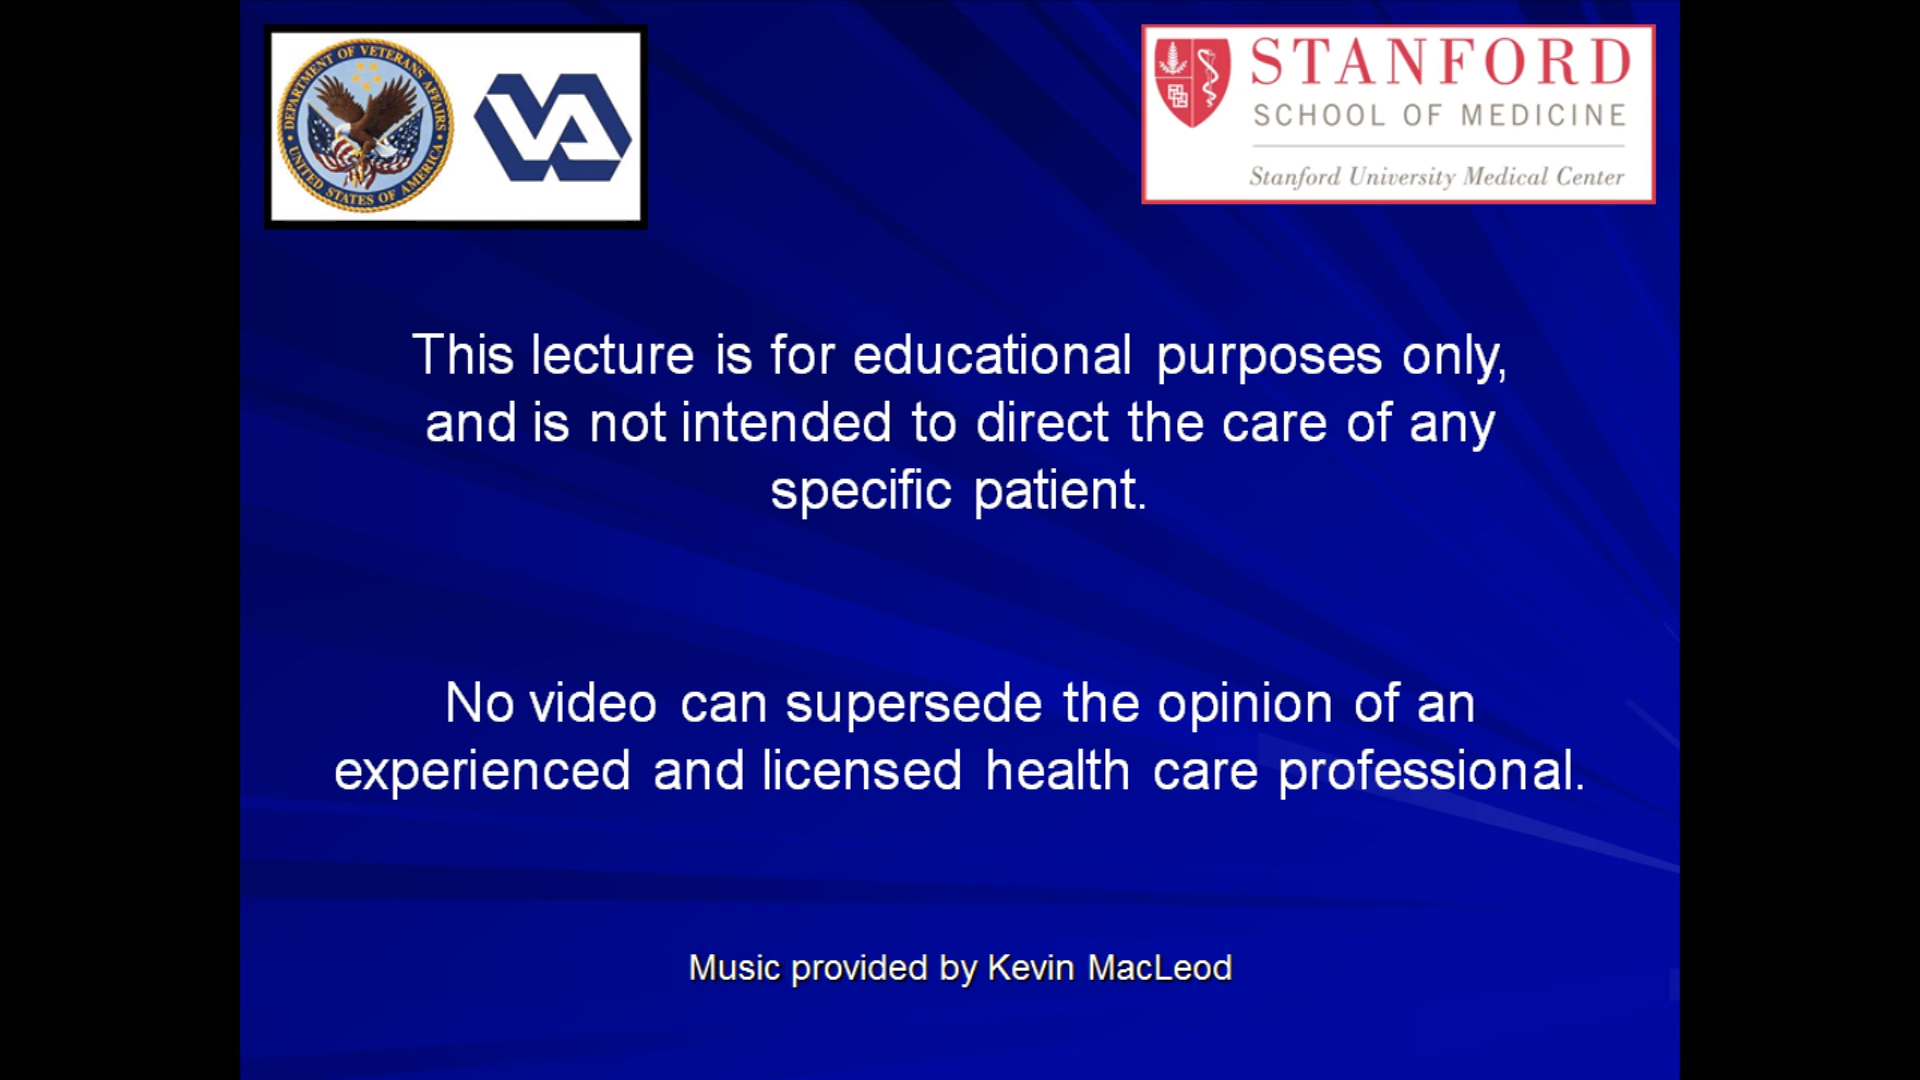 DEPARTMENT OF VETERANS AFFAIRS
UNITED STATES OF AMERICA
VA
STANFORD
SCHOOL OF MEDICINE
Stanford University Medical Center
This lecture is for educational purposes only,
and is not intended to direct the care of any
specific patient.
No video can supersede the opinion of an
experienced and licensed health care professional.
Music provided by Kevin MacLeod